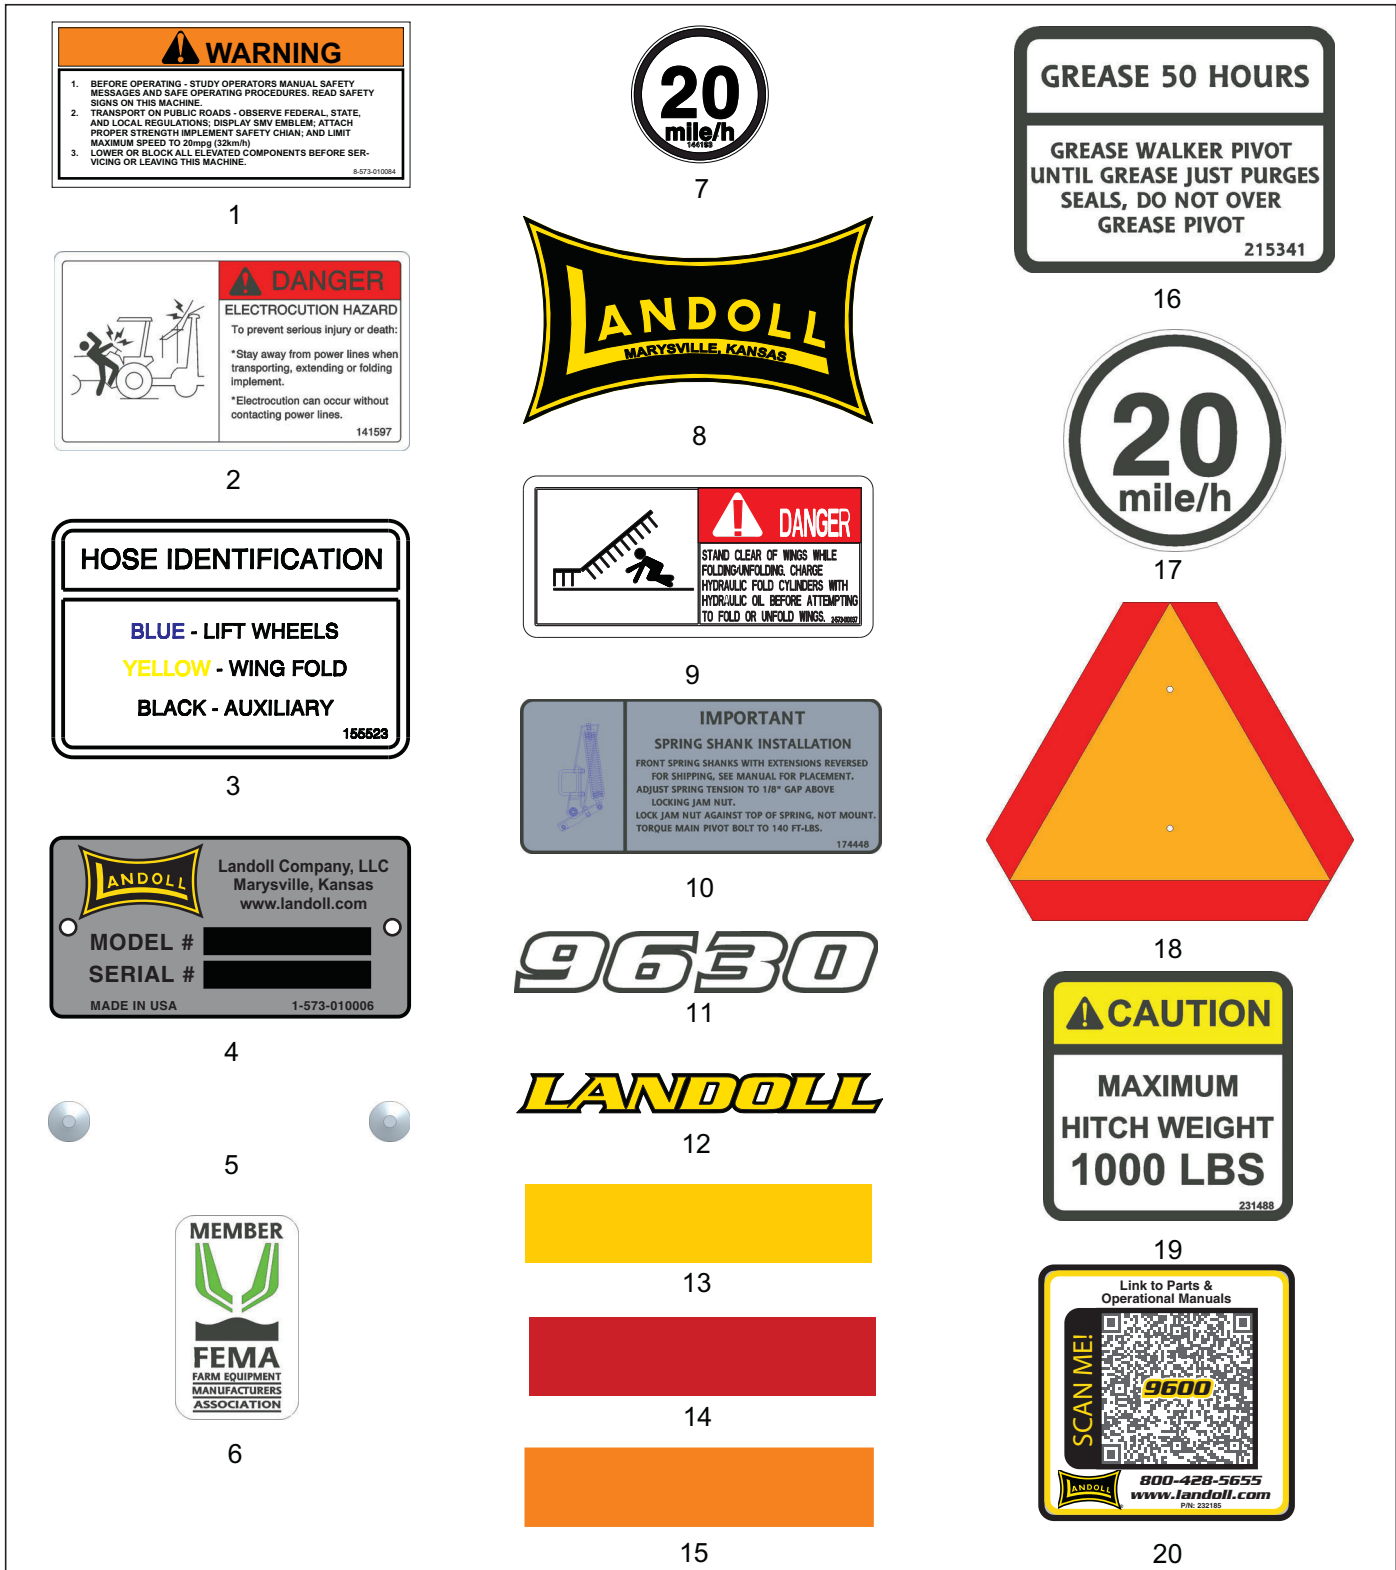 WARNING
1. BEFORE OPERATING - STUDY OPERATORS MANUAL SAFETY
MESSAGES AND SAFE OPERATING PROCEDURES. READ SAFETY
SIGNS ON THIS MACHINE.
2. TRANSPORT ON PUBLIC ROADS - OBSERVE FEDERAL, STATE,
AND LOCAL REGULATIONS; DISPLAY SMV EMBLEM; ATTACH
PROPER STRENGTH IMPLEMENT SAFETY CHIAN; AND LIMIT
MAXIMUM SPEED TO 20mpg (32km/h)
3. LOWER OR BLOCK ALL ELEVATED COMPONENTS BEFORE SER-
VICING OR LEAVING THIS MACHINE.
8-573-010084
1
DANGER
ELECTROCUTION HAZARD
To prevent serious injury or death:
*Stay away from power lines when
transporting, extending or folding
implement.
*Electrocution can occur without
contacting power lines.
141597
2
HOSE IDENTIFICATION
BLUE - LIFT WHEELS
YELLOW - WING FOLD
BLACK - AUXILIARY
155523
3
LANDOLL
Landoll Company, LLC
Marysville, Kansas
www.landoll.com
MODEL #
SERIAL #
MADE IN USA 1-573-010006
4
5
MEMBER
FEMA
FARM EQUIPMENT
MANUFACTURERS
ASSOCIATION
6
20
mile/h
144193
7
LANDOLL
MARYSVILLE, KANSAS
8
DANGER
STAND CLEAR OF WINGS WHILE
FOLDING/UNFOLDING. CHARGE
HYDRAULIC FOLD CYLINDERS WITH
HYDRAULIC OIL BEFORE ATTEMPTING
TO FOLD OR UNFOLD WINGS.
9
IMPORTANT
SPRING SHANK INSTALLATION
FRONT SPRING SHANKS WITH EXTENSIONS REVERSED
FOR SHIPPING, SEE MANUAL FOR PLACEMENT.
ADJUST SPRING TENSION TO 1/8" GAP ABOVE
LOCKING JAM NUT.
LOCK JAM NUT AGAINST TOP OF SPRING, NOT MOUNT.
TORQUE MAIN PIVOT BOLT TO 140 FT-LBS.
174448
10
9630
11
LANDOLL
12
13
14
15
GREASE 50 HOURS
GREASE WALKER PIVOT
UNTIL GREASE JUST PURGES
SEALS, DO NOT OVER
GREASE PIVOT
215341
16
20
mile/h
17
18
CAUTION
MAXIMUM
HITCH WEIGHT
1000 LBS
231488
19
Link to Parts &
Operational Manuals
SCAN ME!
9600
LANDOLL
800-428-5655
www.landoll.com
P/N: 232185
20